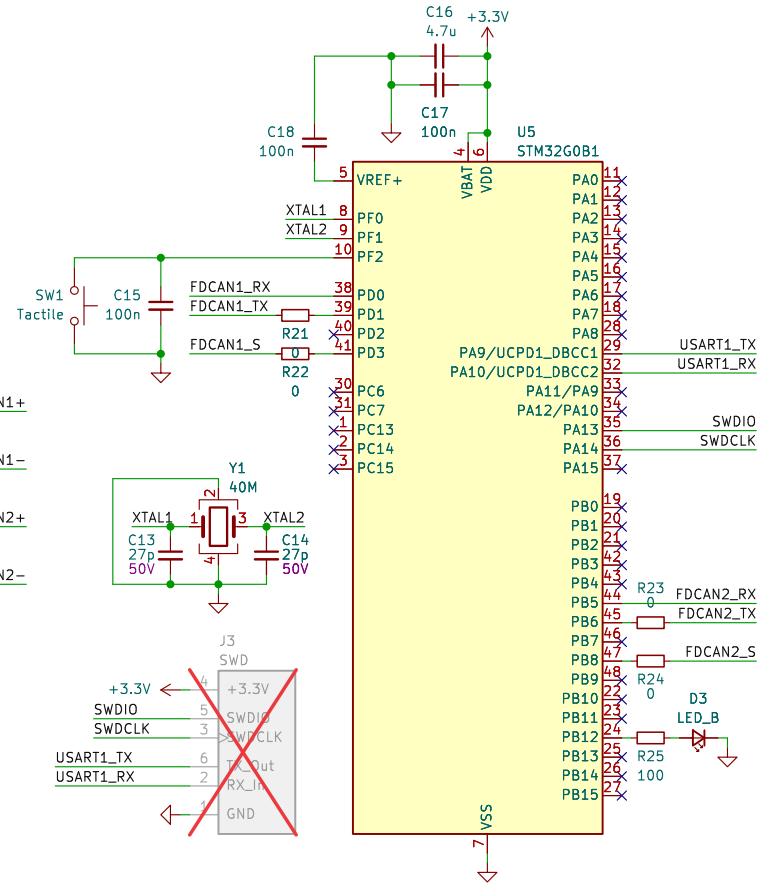 C16
4.7u
+3.3V
C17
100n
C18
100n
U5
STM32G0B1
4
6
VBAT
VDD
5
VREF+
XTAL1
8
PF0
XTAL2
9
PF1
10
PF2
SW1
Tactile
C15
100n
FDCAN1_RX
38
PD0
FDCAN1_TX
39
PD1
R21
0
40
PD2
FDCAN1_S
41
PD3
R22
0
30
PC6
31
PC7
1
PC13
2
PC14
3
PC15
PA0
11
PA1
12
PA2
13
PA3
14
PA4
15
PA5
16
PA6
17
PA7
18
PA8
28
PA9/UCPD1_DBCC1
29
USART1_TX
PA10/UCPD1_DBCC2
32
USART1_RX
PA11/PA9
33
PA12/PA10
34
PA13
35
SWDIO
PA14
36
SWDCLK
PA15
37
PB0
19
PB1
20
PB2
21
PB3
42
PB4
43
PB5
44
FDCAN2_RX
R23
0
PB6
45
FDCAN2_TX
PB7
46
PB8
47
FDCAN2_S
R24
0
PB9
48
PB10
22
PB11
23
PB12
24
D3
LED_B
R25
100
PB13
25
PB14
26
PB15
27
VSS
7
N1+
N1-
N2+
N2-
Y1
40M
2
XTAL1
1
3
XTAL2
4
C13
27p
50V
C14
27p
50V
J3
SWD
+3.3V
4
+3.3V
SWDIO
5
SWDIO
SWDCLK
3
SWDCLK
USART1_TX
6
TX_Out
USART1_RX
2
RX_In
1
GND